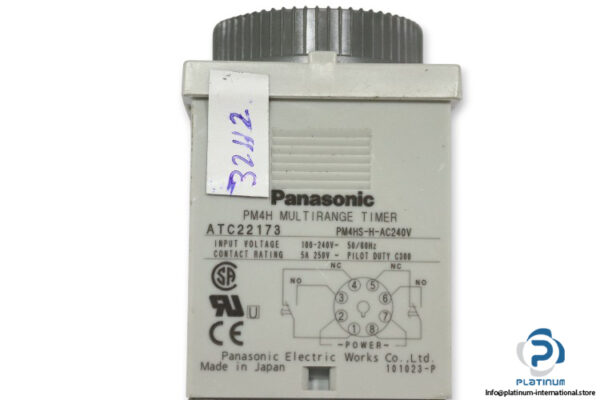 32112
Panasonic
PM4H MULTIRANGE TIMER
ATC22173 PM4HS-H-AC240V
INPUT VOLTAGE 100-240V~ 50/60Hz
CONTACT RATING 5A 250V~ PILOT DUTY C300
NC NC
NO NO
4 5
3 6
2 7
1 8
-POWER-
Panasonic Electric Works Co.,Ltd.
Made in Japan 101023-P
PLATINUM
Info@platinum-international.store